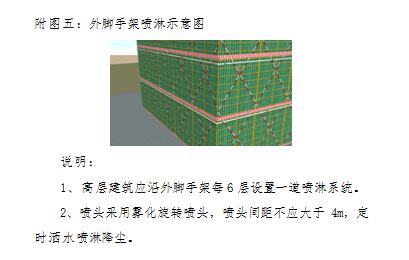 附图五：外脚手架喷淋示意图
说明：
1、高层建筑应沿外脚手架每 6 层设置一道喷淋系统。
2、喷头采用雾化旋转喷头，喷头间距不应大于 4m，定
时洒水喷淋降尘。